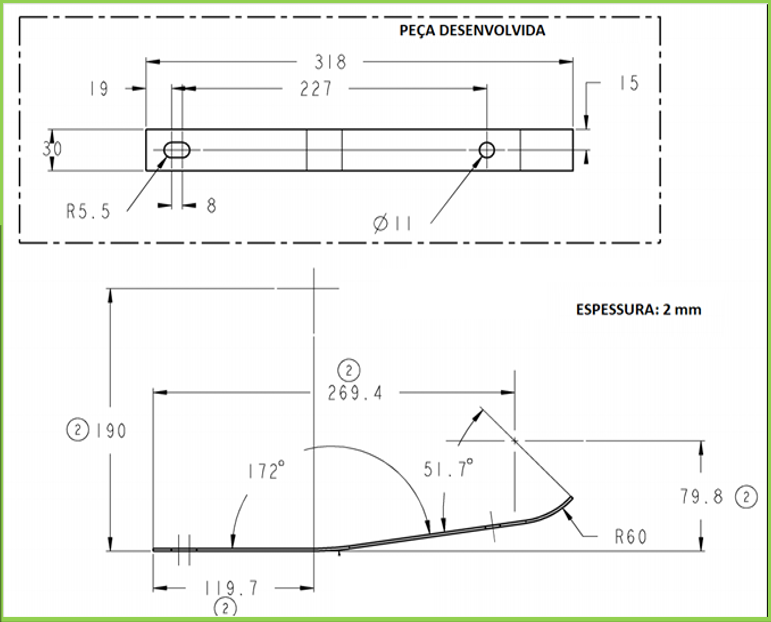 PEÇA DESENVOLVIDA
318
19
227
15
30
R5.5
8
Ø11
ESPESSURA: 2 mm
2
269.4
2 190
172°
51.7°
79.8 2
R60
119.7
2